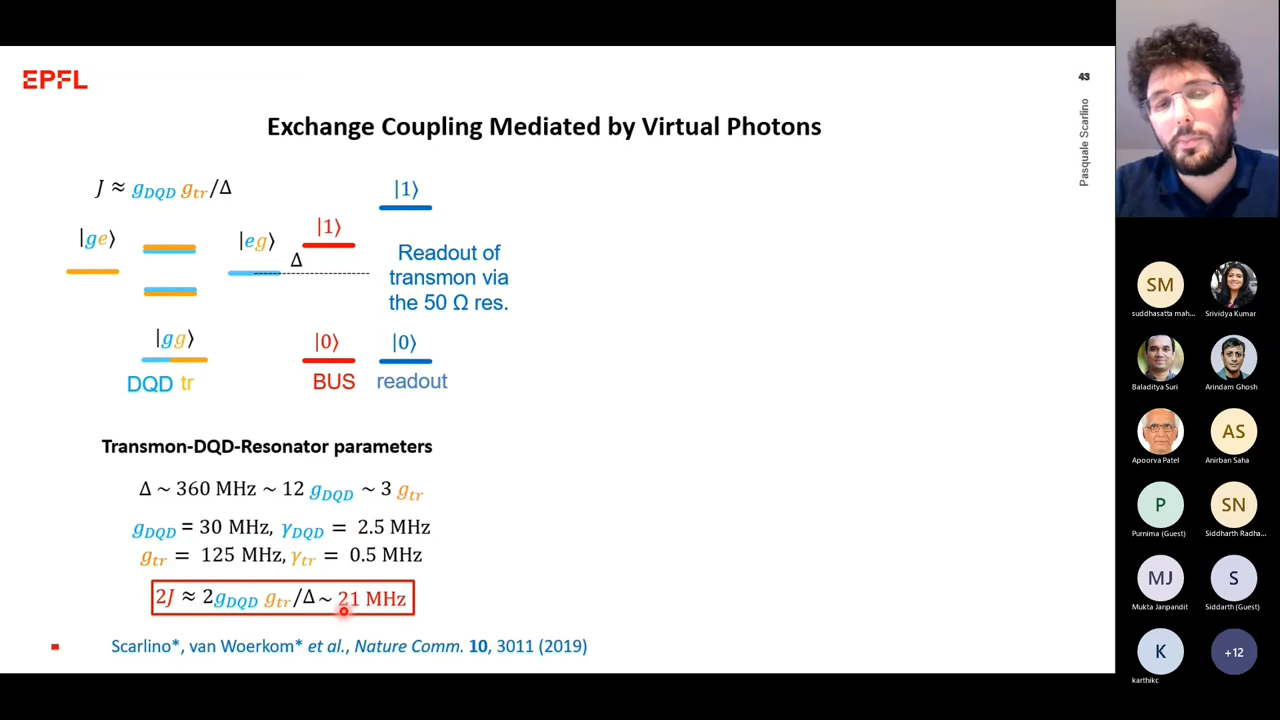 EPFL
43
Pasquale Scarlino
Exchange Coupling Mediated by Virtual Photons
J ≈ g_DQD g_tr/Δ
|1⟩
|1⟩
|ge⟩
|eg⟩
Δ
Readout of
transmon via
the 50 Ω res.
|gg⟩
|0⟩
|0⟩
DQD tr
BUS
readout
Transmon-DQD-Resonator parameters
Δ ~ 360 MHz ~ 12 g_DQD ~ 3 g_tr
g_DQD = 30 MHz, γ_DQD = 2.5 MHz
g_tr = 125 MHz, γ_tr = 0.5 MHz
2J ≈ 2g_DQD g_tr/Δ ~ 21 MHz
Scarlino*, van Woerkom* et al., Nature Comm. 10, 3011 (2019)
SM
suddhasatta mah...
Srividya Kumar
Baladitya Suri
Arindam Ghosh
Apoorva Patel
AS
Anirban Saha
P
Purnima (Guest)
SN
Siddharth Radha...
MJ
Mukta Janpandit
S
Siddarth (Guest)
K
karthikc
+12